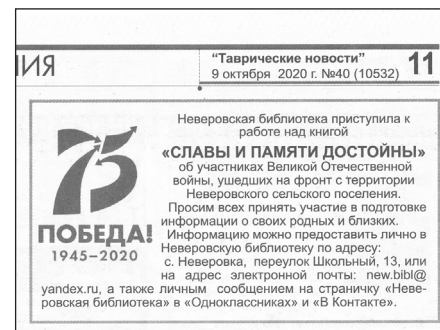 ИЯ
"Таврические новости" 11
9 октября 2020 г. №40 (10532)
75
ПОБЕДА!
1945–2020
Неверовская библиотека приступила к
работе над книгой
«СЛАВЫ И ПАМЯТИ ДОСТОЙНЫ»
об участниках Великой Отечественной
войны, ушедших на фронт с территории
Неверовского сельского поселения.
Просим всех принять участие в подготовке
информации о своих родных и близких.
Информацию можно предоставить лично в
Неверовскую библиотеку по адресу:
с. Неверовка, переулок Школьный, 13, или
на адрес электронной почты: new.bibl@
yandex.ru, а также личным сообщением на страничку «Неве-
ровская библиотека» в «Одноклассниках» и «В Контакте».